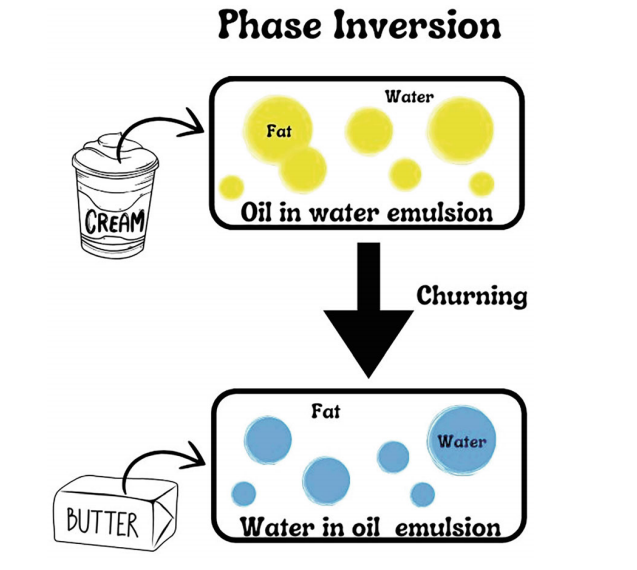 Phase Inversion
Water
Fat
CREAM
Oil in water emulsion
Churning
Fat
Water
BUTTER
Water in oil emulsion